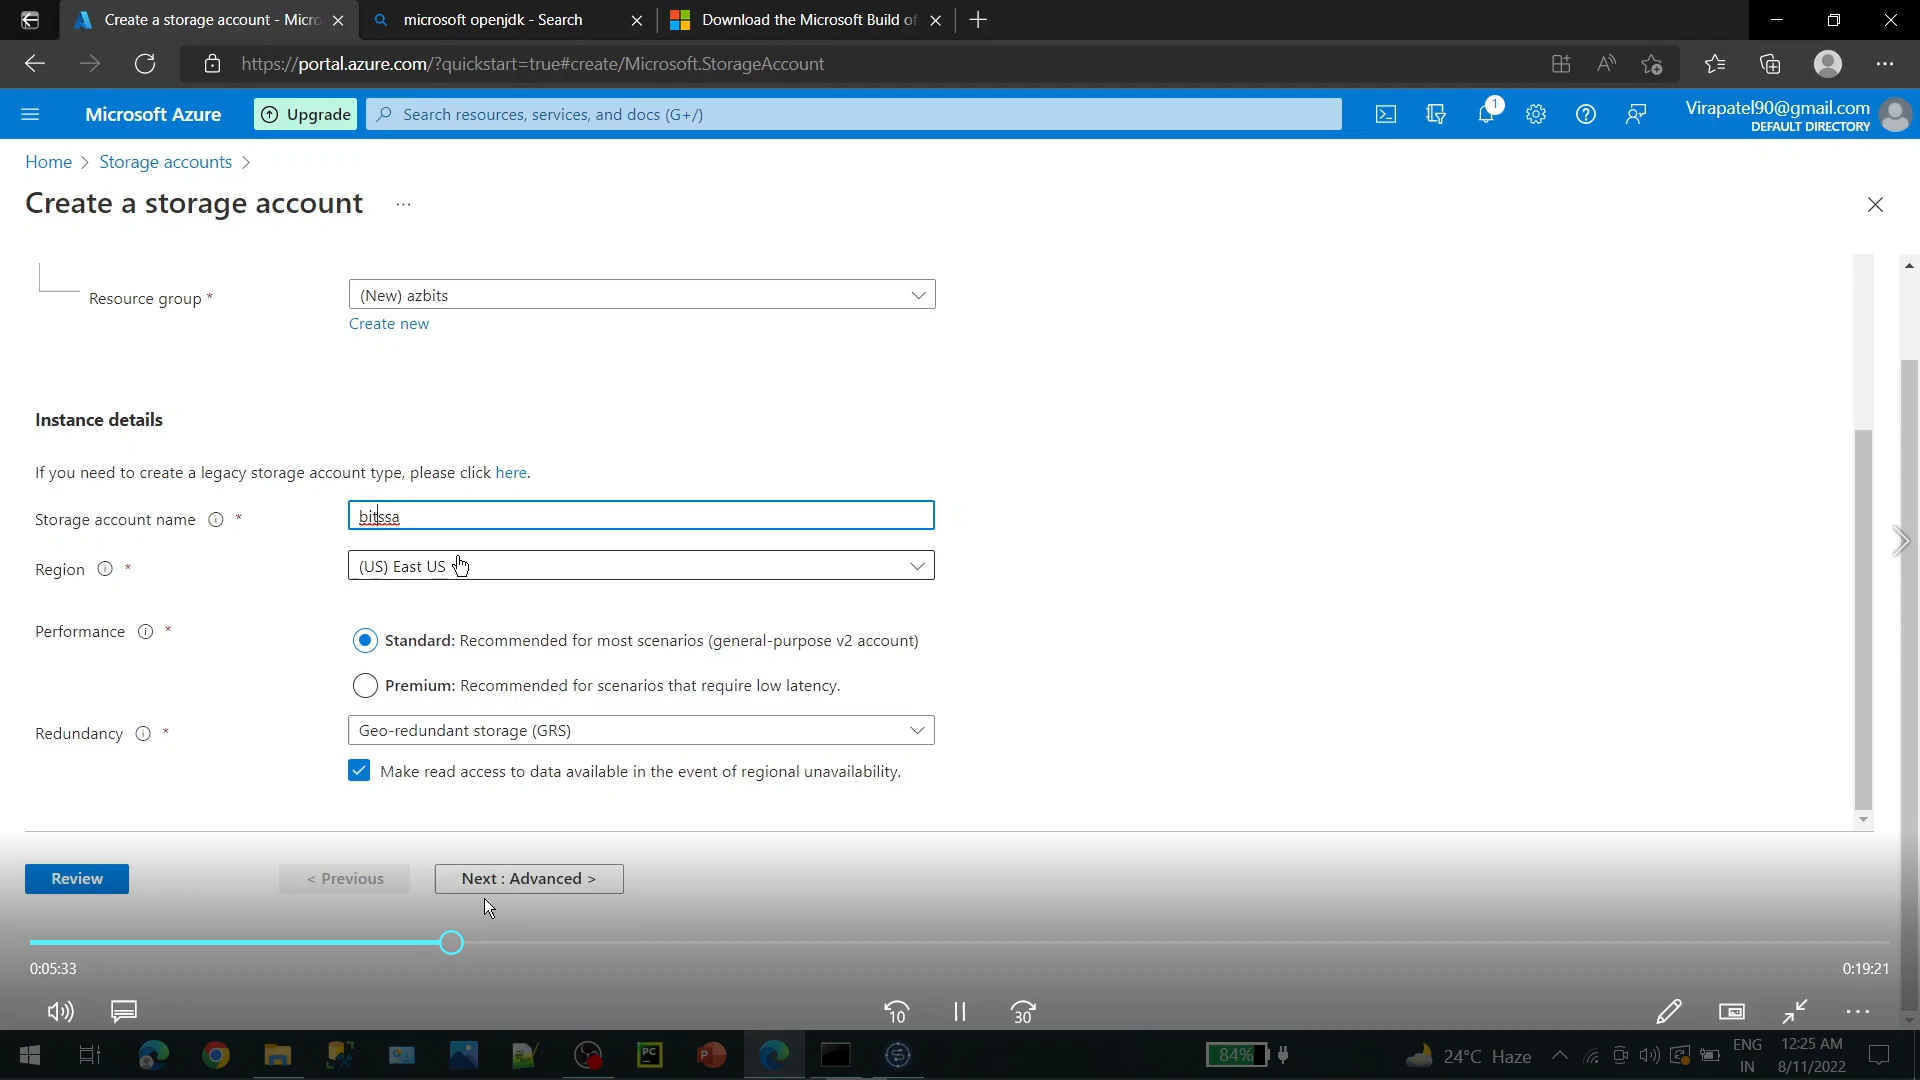 Create a storage account - Micro
microsoft openjdk - Search
Download the Microsoft Build of
https://portal.azure.com/?quickstart=true#create/Microsoft.StorageAccount
Microsoft Azure
Upgrade
Search resources, services, and docs (G+/)
1
Virapatel90@gmail.com
DEFAULT DIRECTORY
Home > Storage accounts >
Create a storage account ...
Resource group *
(New) azbits
Create new
Instance details
If you need to create a legacy storage account type, please click here.
Storage account name *
bitssa
Region *
(US) East US
Performance *
Standard: Recommended for most scenarios (general-purpose v2 account)
Premium: Recommended for scenarios that require low latency.
Redundancy *
Geo-redundant storage (GRS)
Make read access to data available in the event of regional unavailability.
Review
< Previous
Next : Advanced >
0:05:33
0:19:21
10
30
PC
84%
24°C Haze
ENG
IN
12:25 AM
8/11/2022